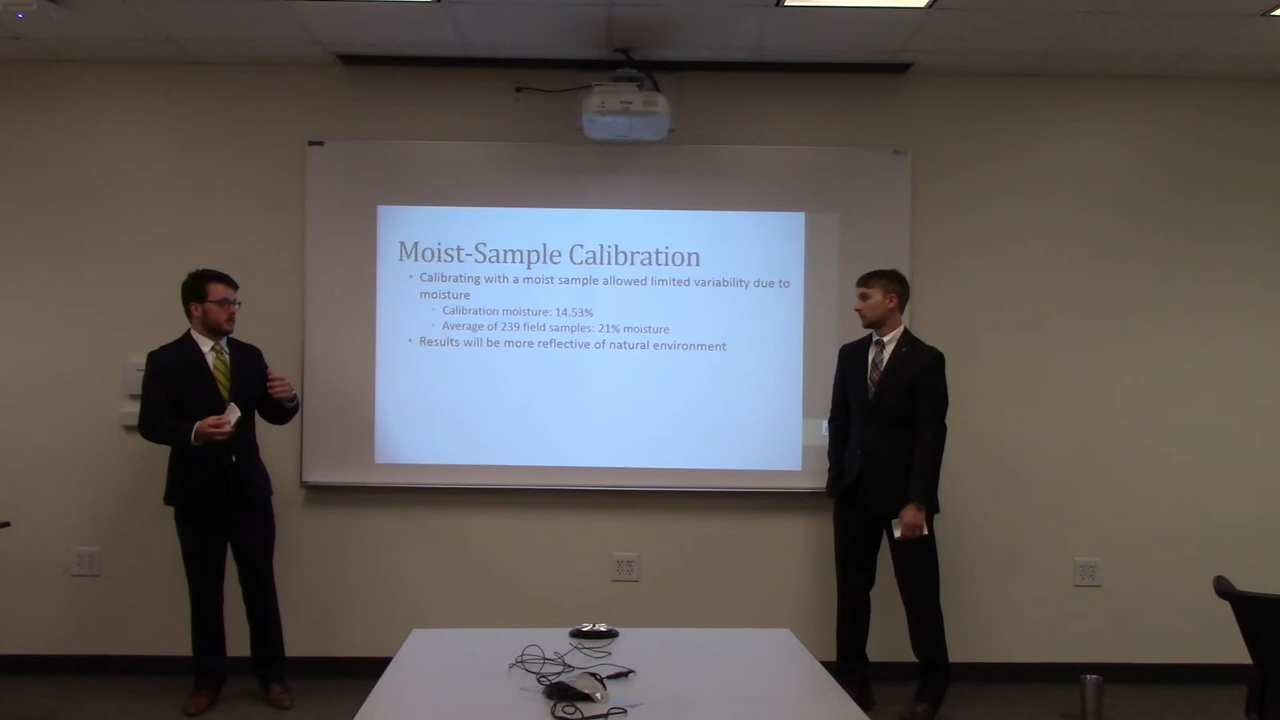 Moist-Sample Calibration
• Calibrating with a moist sample allowed limited variability due to
moisture
• Calibration moisture: 14.53%
• Average of 239 field samples: 21% moisture
• Results will be more reflective of natural environment